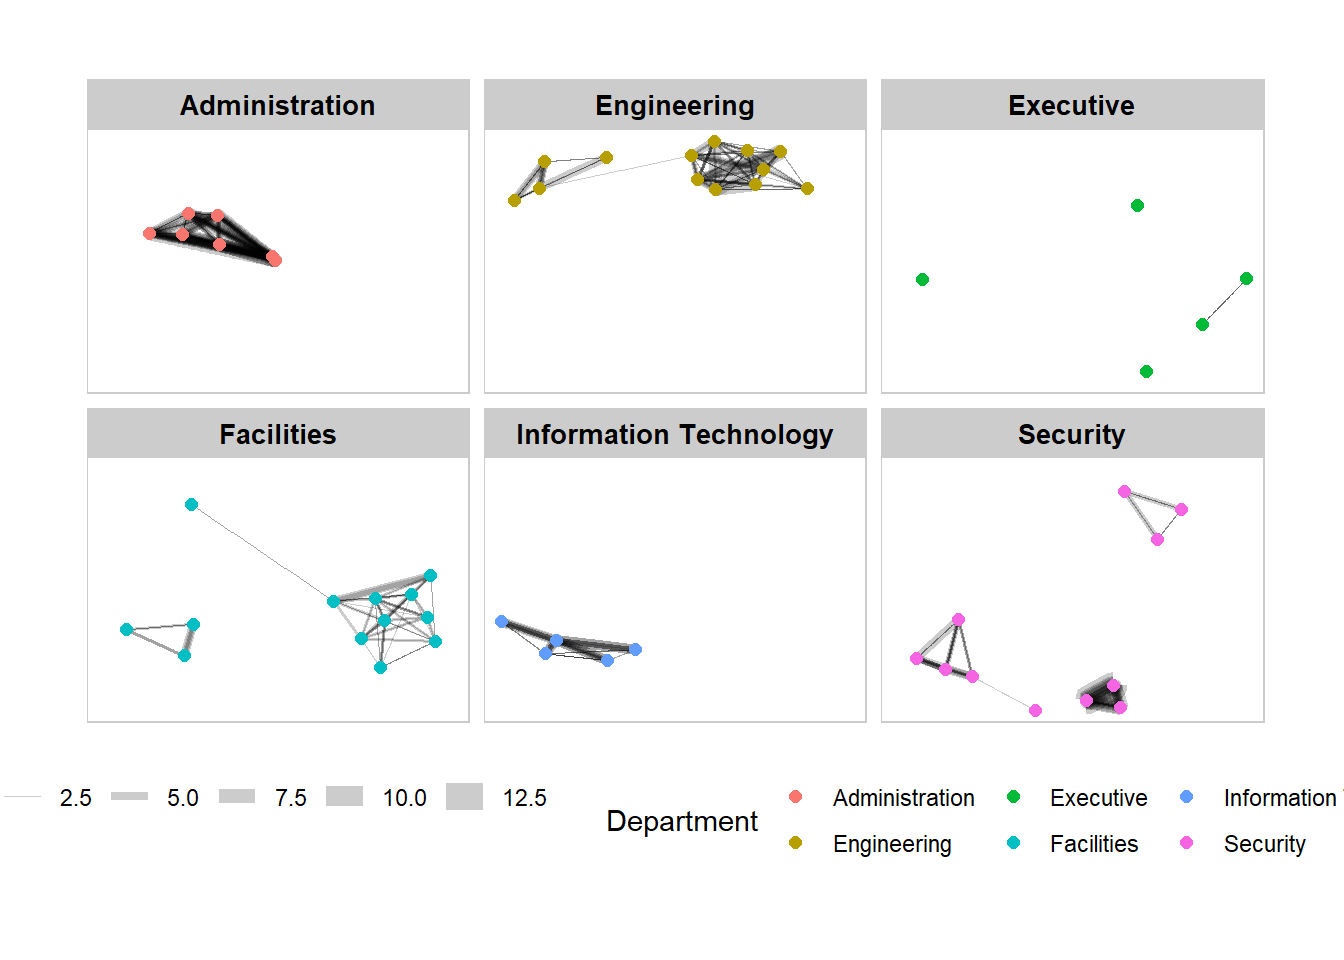 Administration
Engineering
Executive
Facilities
Information Technology
Security
2.5 5.0 7.5 10.0 12.5
Department
Administration Executive Information
Engineering Facilities Security